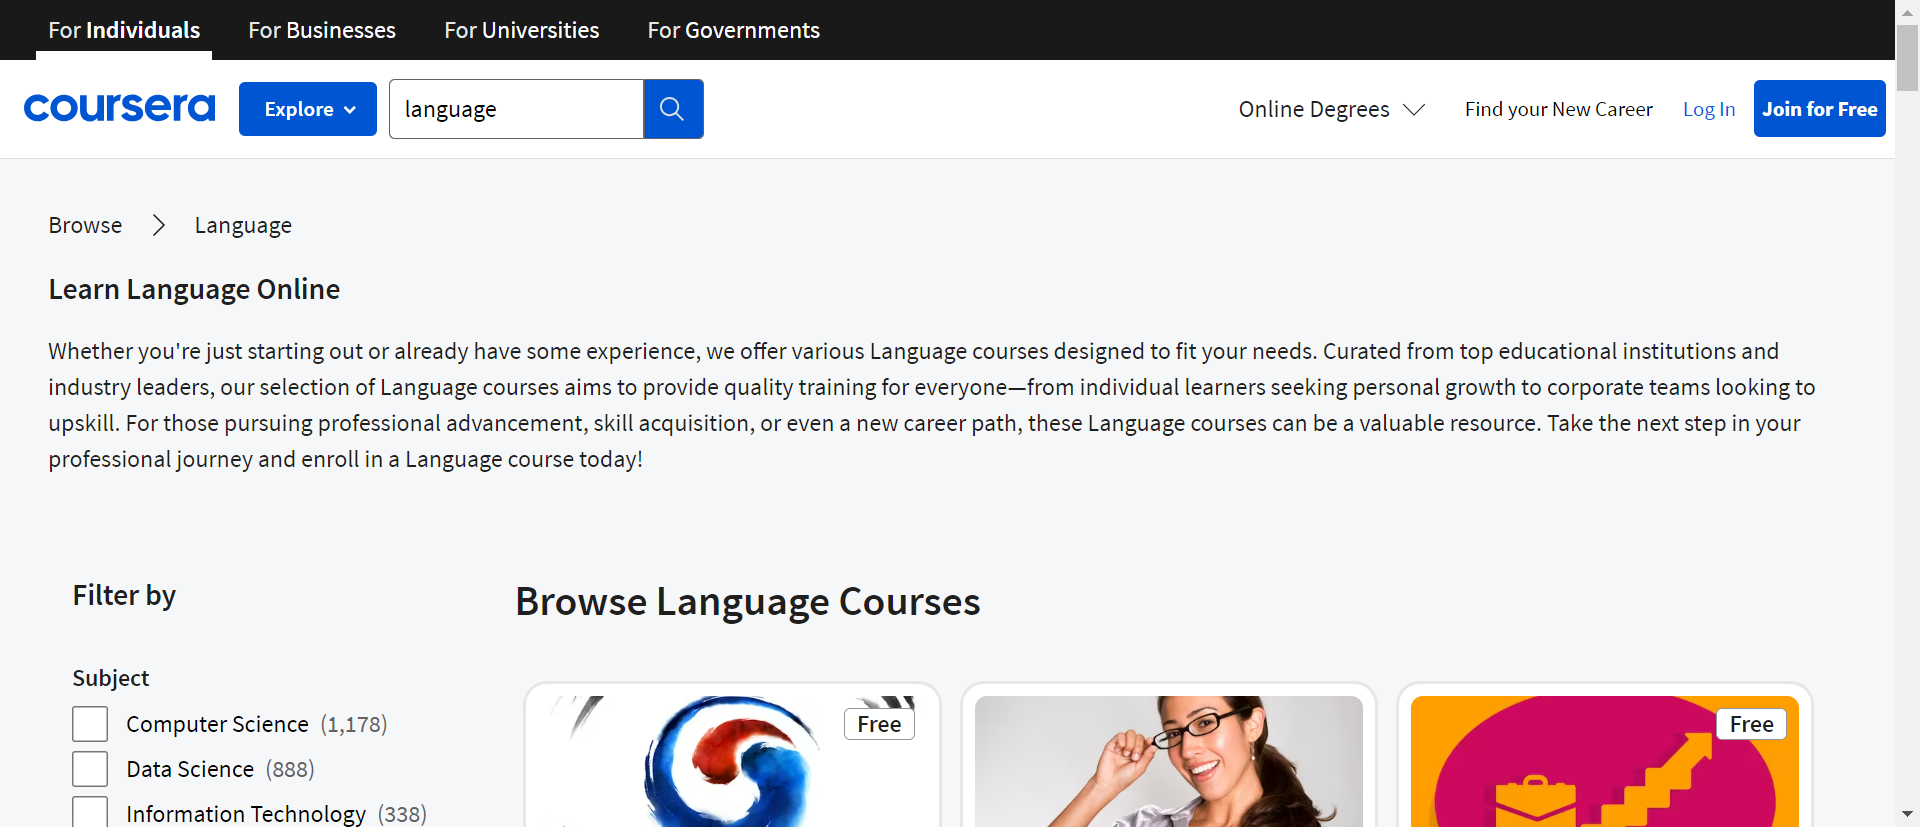 For Individuals
For Businesses
For Universities
For Governments
coursera
Explore
language
Online Degrees
Find your New Career
Log In
Join for Free
Browse
Language
Learn Language Online
Whether you're just starting out or already have some experience, we offer various Language courses designed to fit your needs. Curated from top educational institutions and
industry leaders, our selection of Language courses aims to provide quality training for everyone—from individual learners seeking personal growth to corporate teams looking to
upskill. For those pursuing professional advancement, skill acquisition, or even a new career path, these Language courses can be a valuable resource. Take the next step in your
professional journey and enroll in a Language course today!
Filter by
Browse Language Courses
Subject
Computer Science (1,178)
Data Science (888)
Information Technology (338)
Free
Free